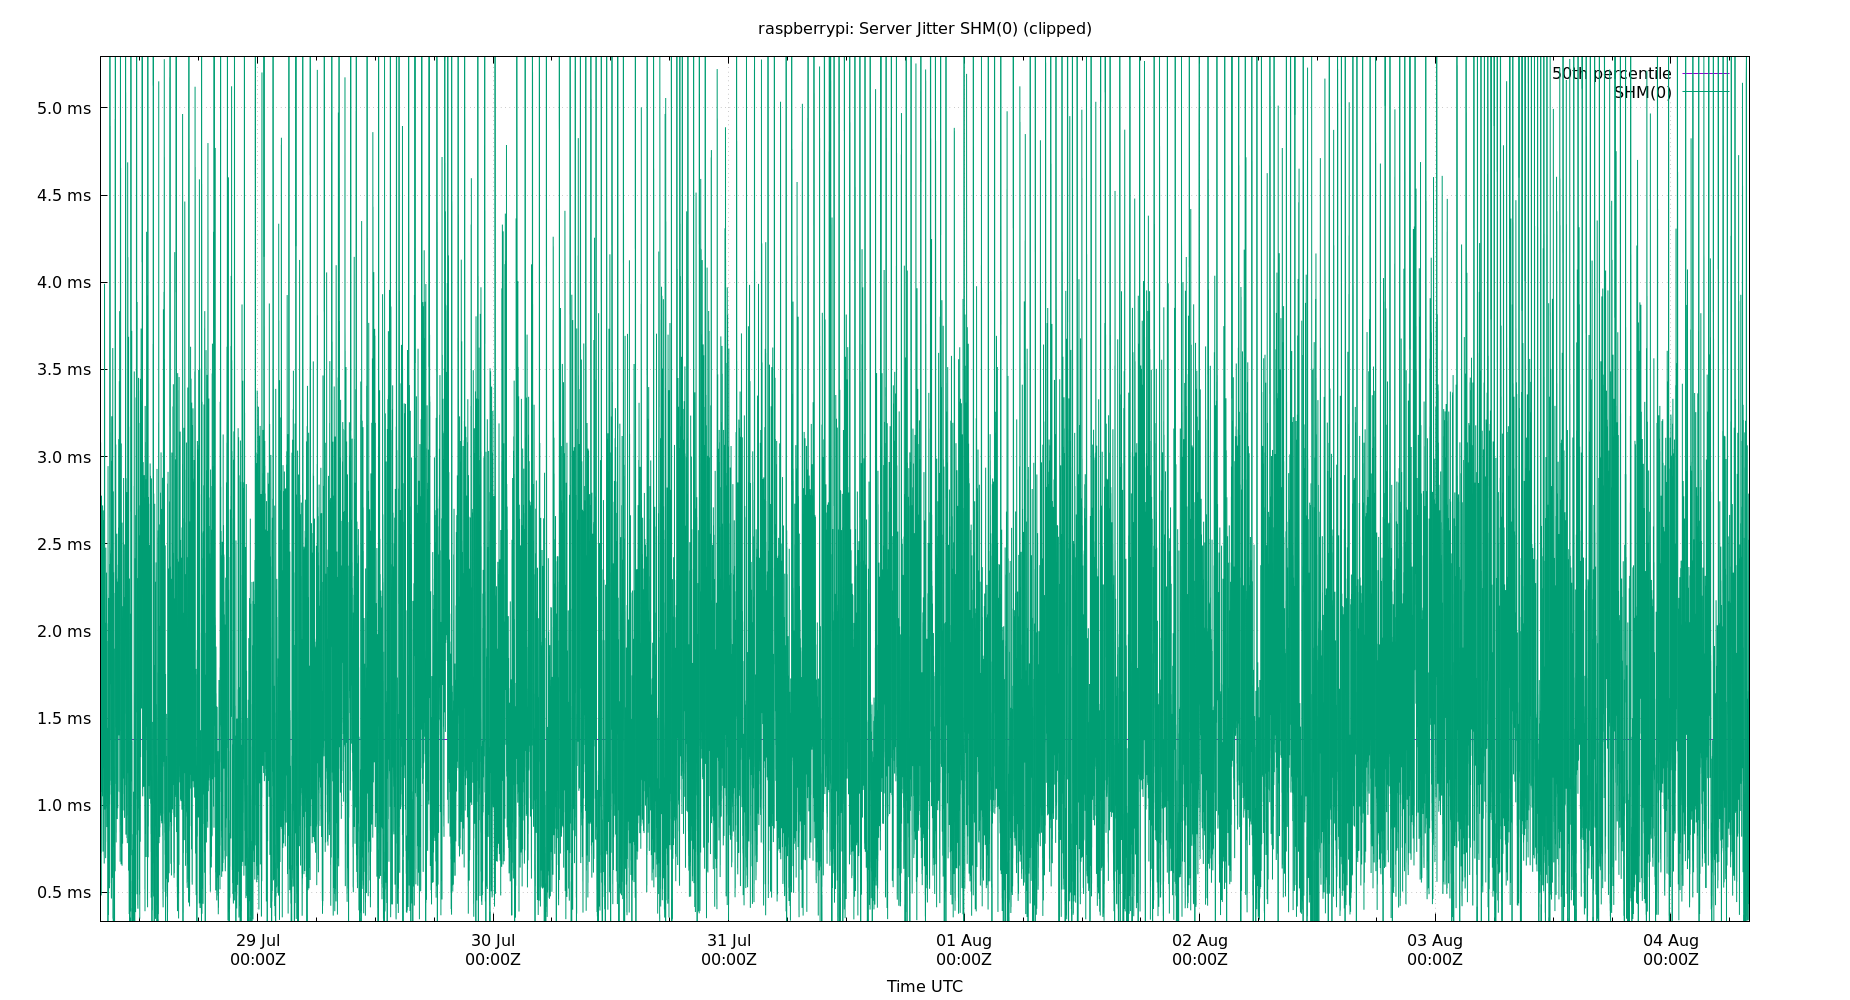 raspberrypi: Server Jitter SHM(0) (clipped)
50th percentile
SHM(0)
5.0 ms
4.5 ms
4.0 ms
3.5 ms
3.0 ms
2.5 ms
2.0 ms
1.5 ms
1.0 ms
0.5 ms
29 Jul 30 Jul 31 Jul 01 Aug 02 Aug 03 Aug 04 Aug
00:00Z 00:00Z 00:00Z 00:00Z 00:00Z 00:00Z 00:00Z
Time UTC